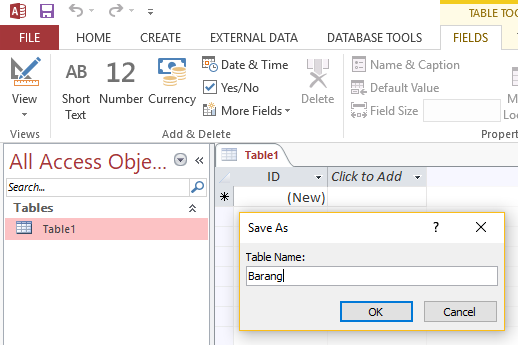 TABLE TOO
FILE HOME CREATE EXTERNAL DATA DATABASE TOOLS FIELDS
View
Views
AB
Short
Text
12
Number
Currency
Date & Time
Yes/No
More Fields
Delete
Add & Delete
Name & Caption
Default Value
Field Size
M
Lo
Proper
All Access Obje...
Search...
Tables
Table1
Table1
ID Click to Add
(New)
Save As ? ×
Table Name:
Barang
OK Cancel